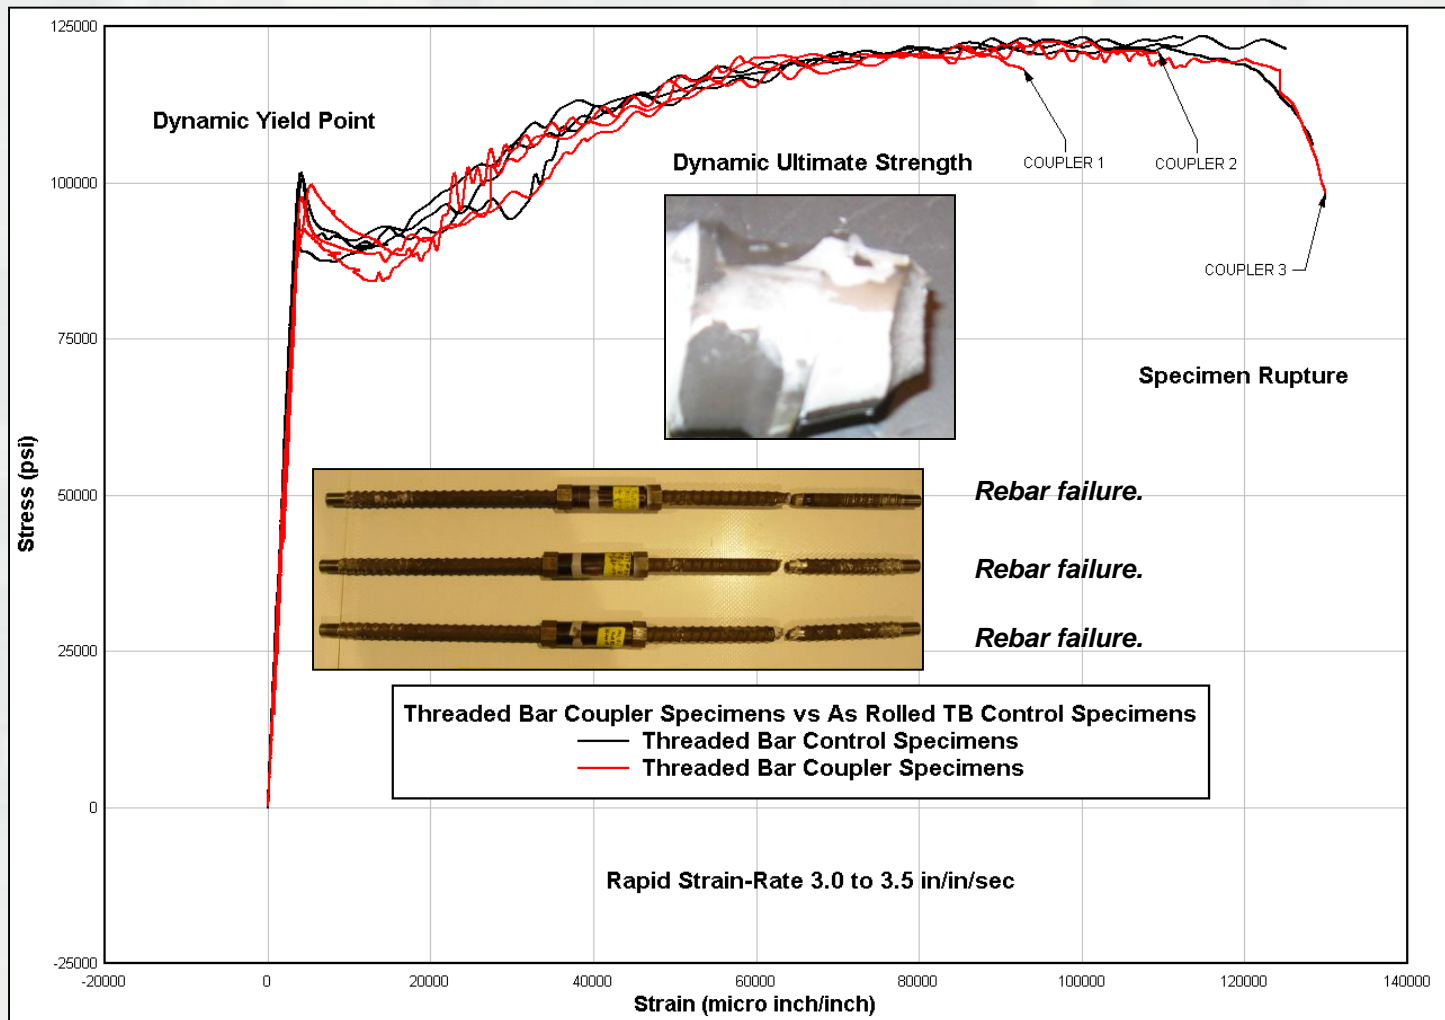 125000
Dynamic Yield Point
Dynamic Ultimate Strength
COUPLER 1
COUPLER 2
100000
COUPLER 3
75000
Specimen Rupture
Stress (psi)
50000
Rebar failure.
Rebar failure.
Rebar failure.
25000
Threaded Bar Coupler Specimens vs As Rolled TB Control Specimens
Threaded Bar Control Specimens
Threaded Bar Coupler Specimens
0
Rapid Strain-Rate 3.0 to 3.5 in/in/sec
-25000
-20000 0 20000 40000 60000 80000 100000 120000 140000
Strain (micro inch/inch)